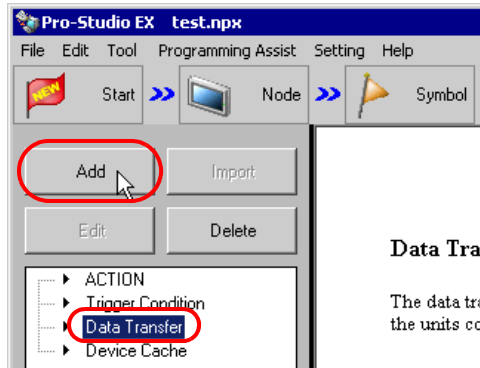 Pro-Studio EX test.npx
File Edit Tool Programming Assist Setting Help
NEW Start Node Symbol
Add Import
Edit Delete
ACTION
Trigger Condition
Data Transfer
Device Cache
Data Tra
The data tra
the units co